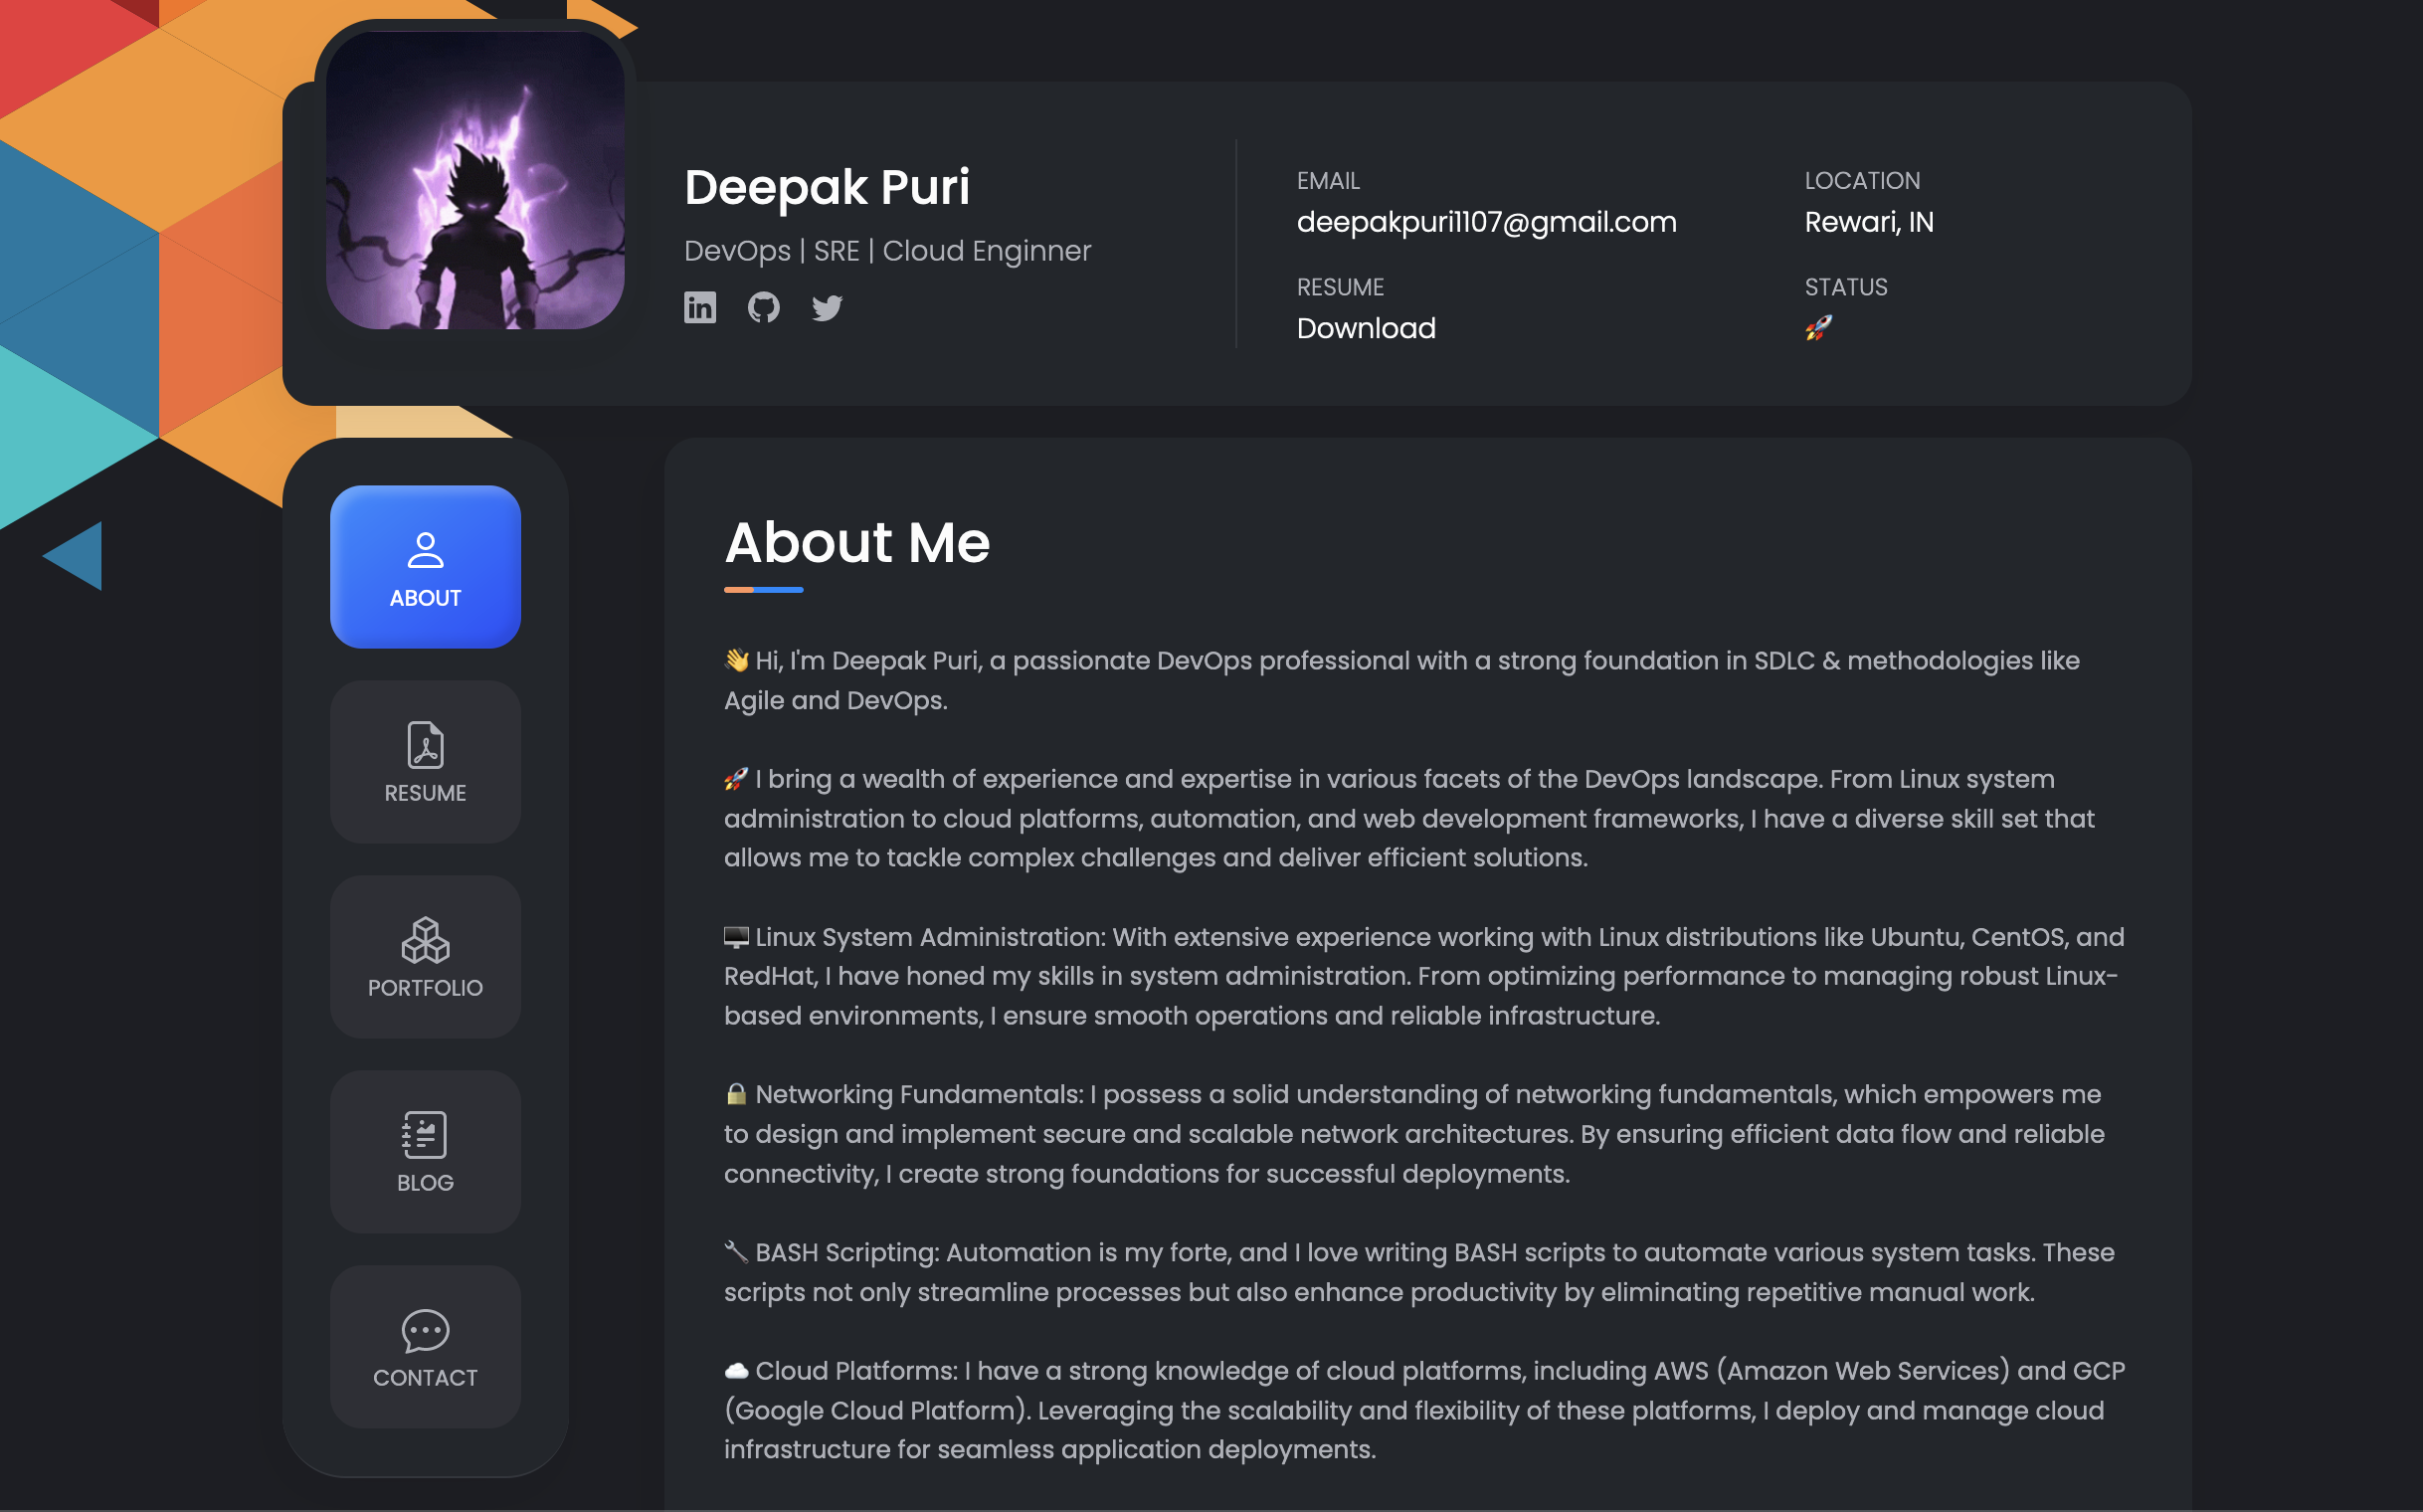 Deepak Puri
DevOps | SRE | Cloud Enginner
EMAIL
deepakpuri1107@gmail.com
LOCATION
Rewari, IN
RESUME
Download
STATUS
🚀
ABOUT
RESUME
PORTFOLIO
BLOG
CONTACT
About Me
👋 Hi, I'm Deepak Puri, a passionate DevOps professional with a strong foundation in SDLC & methodologies like
Agile and DevOps.
🚀 I bring a wealth of experience and expertise in various facets of the DevOps landscape. From Linux system
administration to cloud platforms, automation, and web development frameworks, I have a diverse skill set that
allows me to tackle complex challenges and deliver efficient solutions.
🖥️ Linux System Administration: With extensive experience working with Linux distributions like Ubuntu, CentOS, and
RedHat, I have honed my skills in system administration. From optimizing performance to managing robust Linux-
based environments, I ensure smooth operations and reliable infrastructure.
🔒 Networking Fundamentals: I possess a solid understanding of networking fundamentals, which empowers me
to design and implement secure and scalable network architectures. By ensuring efficient data flow and reliable
connectivity, I create strong foundations for successful deployments.
🔧 BASH Scripting: Automation is my forte, and I love writing BASH scripts to automate various system tasks. These
scripts not only streamline processes but also enhance productivity by eliminating repetitive manual work.
☁️ Cloud Platforms: I have a strong knowledge of cloud platforms, including AWS (Amazon Web Services) and GCP
(Google Cloud Platform). Leveraging the scalability and flexibility of these platforms, I deploy and manage cloud
infrastructure for seamless application deployments.